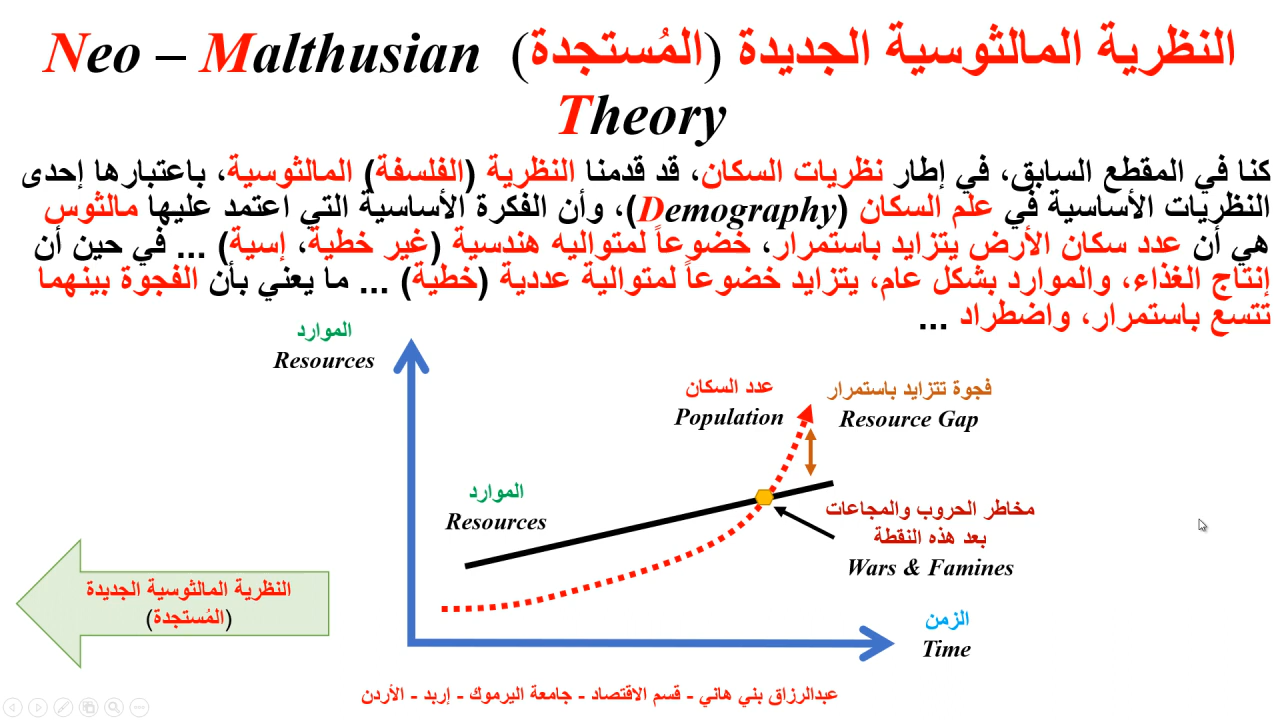 النظرية المالثوسية الجديدة (المُستجدة) Neo – Malthusian
Theory
كنا في المقطع السابق، في إطار نظريات السكان، قد قدمنا النظرية (الفلسفة) المالثوسية، باعتبارها إحدى
النظريات الأساسية في علم السكان (Demography)، وأن الفكرة الأساسية التي اعتمد عليها مالثوس
هي أن عدد سكان الأرض يتزايد باستمرار، خضوعاً لمتواليه هندسية (غير خطية، إسية) ... في حين أن
إنتاج الغذاء، والموارد بشكل عام، يتزايد خضوعاً لمتوالية عددية (خطية) ... ما يعني بأن الفجوة بينهما
تتسع باستمرار، واضطراد ...
الموارد
Resources
عدد السكان
Population
فجوة تتزايد باستمرار
Resource Gap
الموارد
Resources
مخاطر الحروب والمجاعات
بعد هذه النقطة
Wars & Famines
النظرية المالثوسية الجديدة
(المُستجدة)
الزمن
Time
عبدالرزاق بني هاني - قسم الاقتصاد - جامعة اليرموك - إربد - الأردن